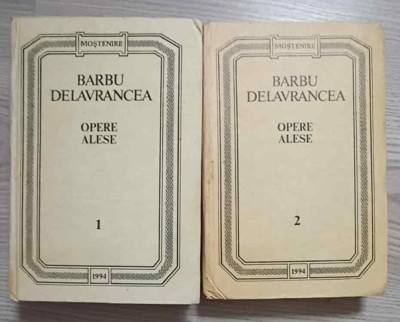 MOȘTENIRE
BARBU
DELAVRANCEA
OPERE
ALESE
1
1994
MOȘTENIRE
BARBU
DELAVRANCEA
OPERE
ALESE
2
1994